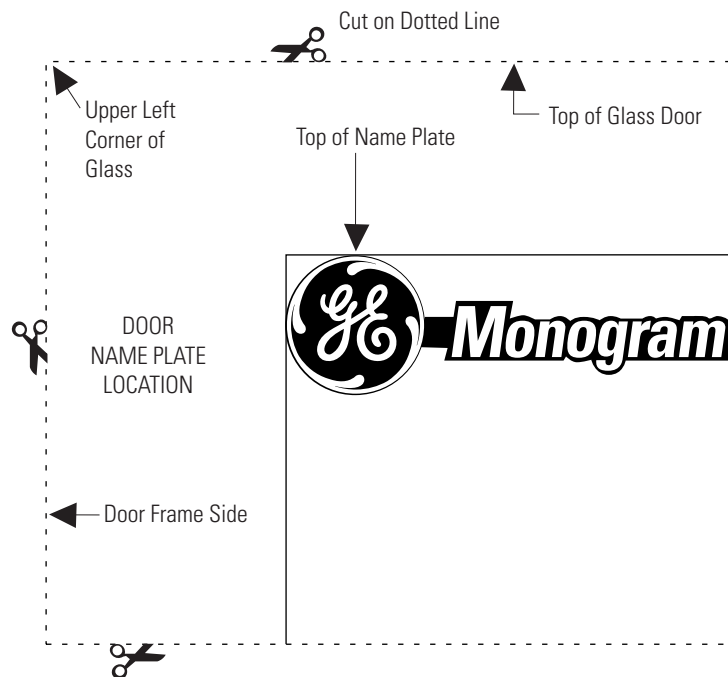 Cut on Dotted Line
Upper Left
Corner of
Glass
Top of Glass Door
Top of Name Plate
GE Monogram
DOOR
NAME PLATE
LOCATION
Door Frame Side